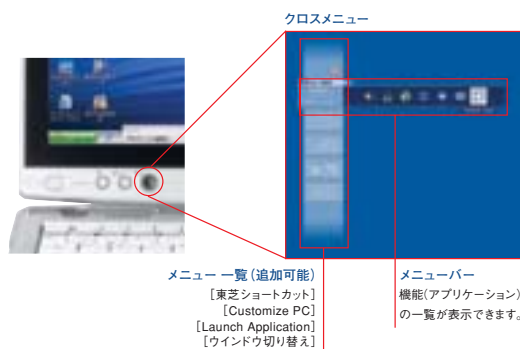 クロスメニュー
メニュー 一覧(追加可能)
[東芝ショートカット]
[Customize PC]
[Launch Application]
[ウインドウ切り替え]
メニューバー
機能(アプリケーション)
の一覧が表示できます。